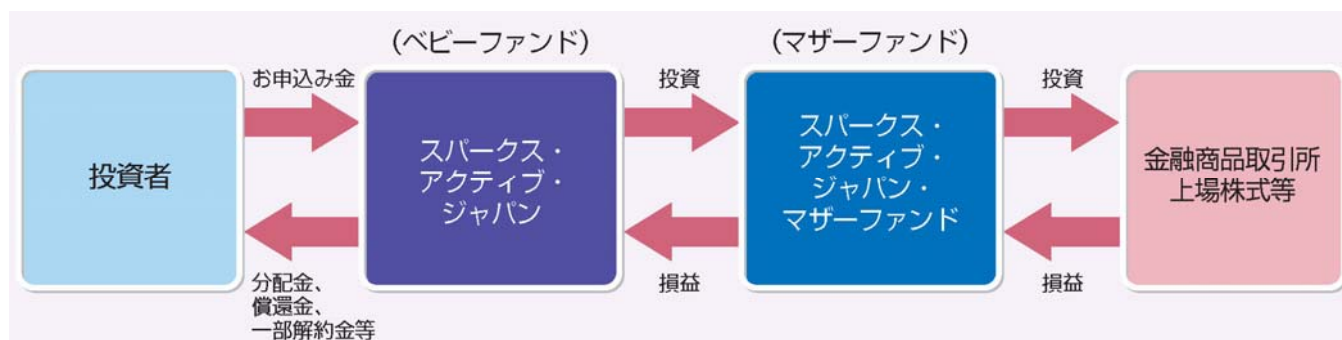 (ベビーファンド)
(マザーファンド)
お申込み金
投資
投資
投資者
スパークス・
アクティブ・
ジャパン
スパークス・
アクティブ・
ジャパン・
マザーファンド
金融商品取引所
上場株式等
分配金、
償還金、
一部解約金等
損益
損益